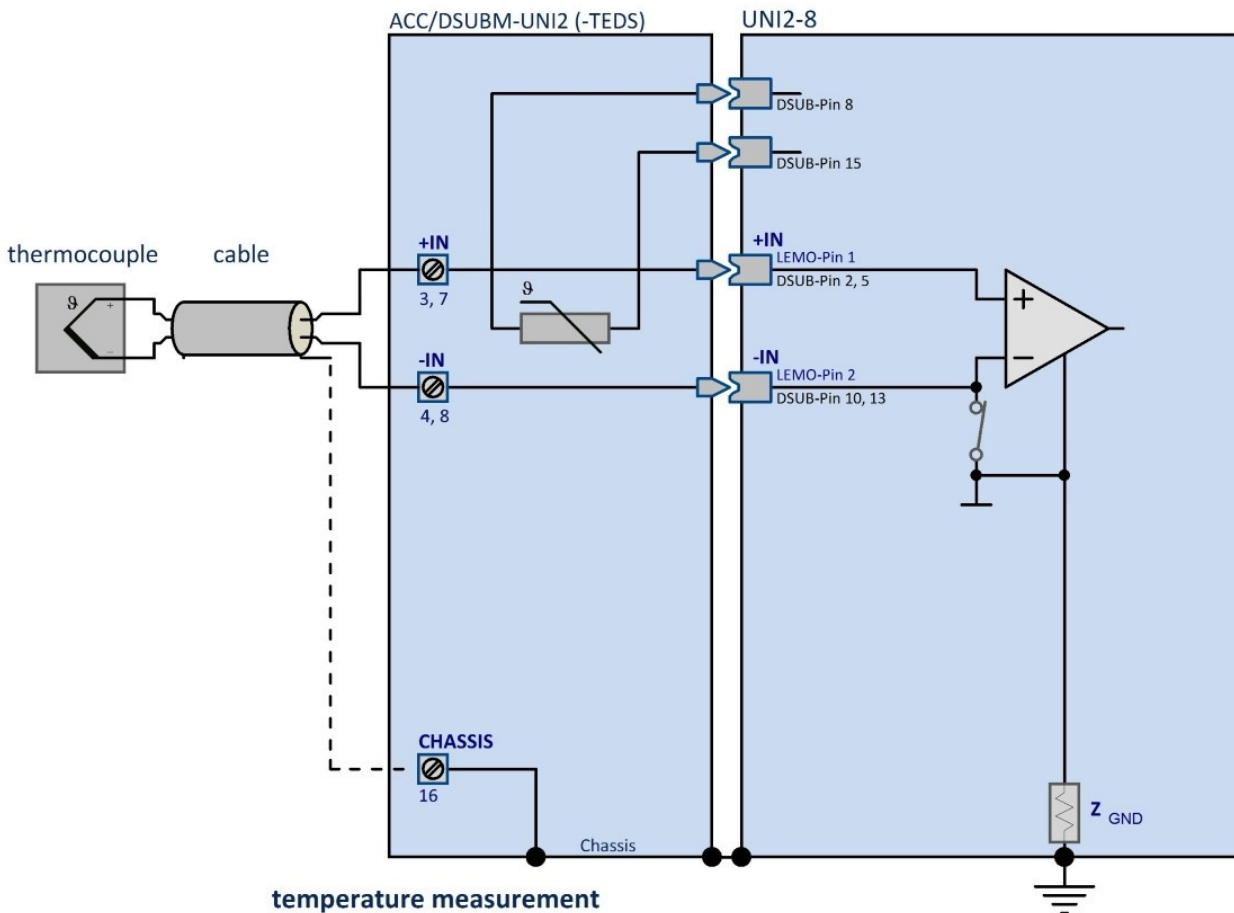 ACC/DSUBM-UNI2 (-TEDS)
UNI2-8
DSUB-Pin 8
DSUB-Pin 15
thermocouple
cable
+IN
3, 7
+IN
LEMO-Pin 1
DSUB-Pin 2, 5
ϑ
+
−
ϑ
+
−
-IN
4, 8
-IN
LEMO-Pin 2
DSUB-Pin 10, 13
CHASSIS
16
Z GND
Chassis
temperature measurement